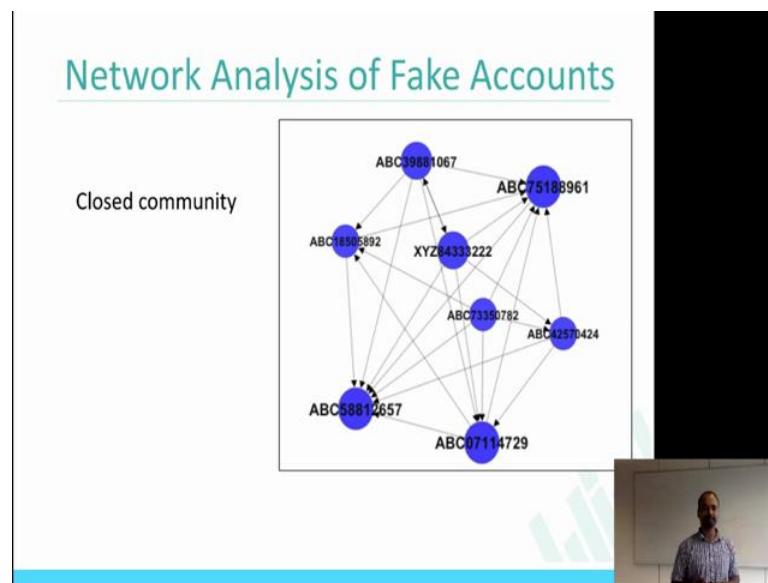 Network Analysis of Fake Accounts
Closed community
ABC39881067
ABC75188961
ABC18505892
XYZ84333222
ABC73350782
ABC42570424
ABC58812657
ABC07114729